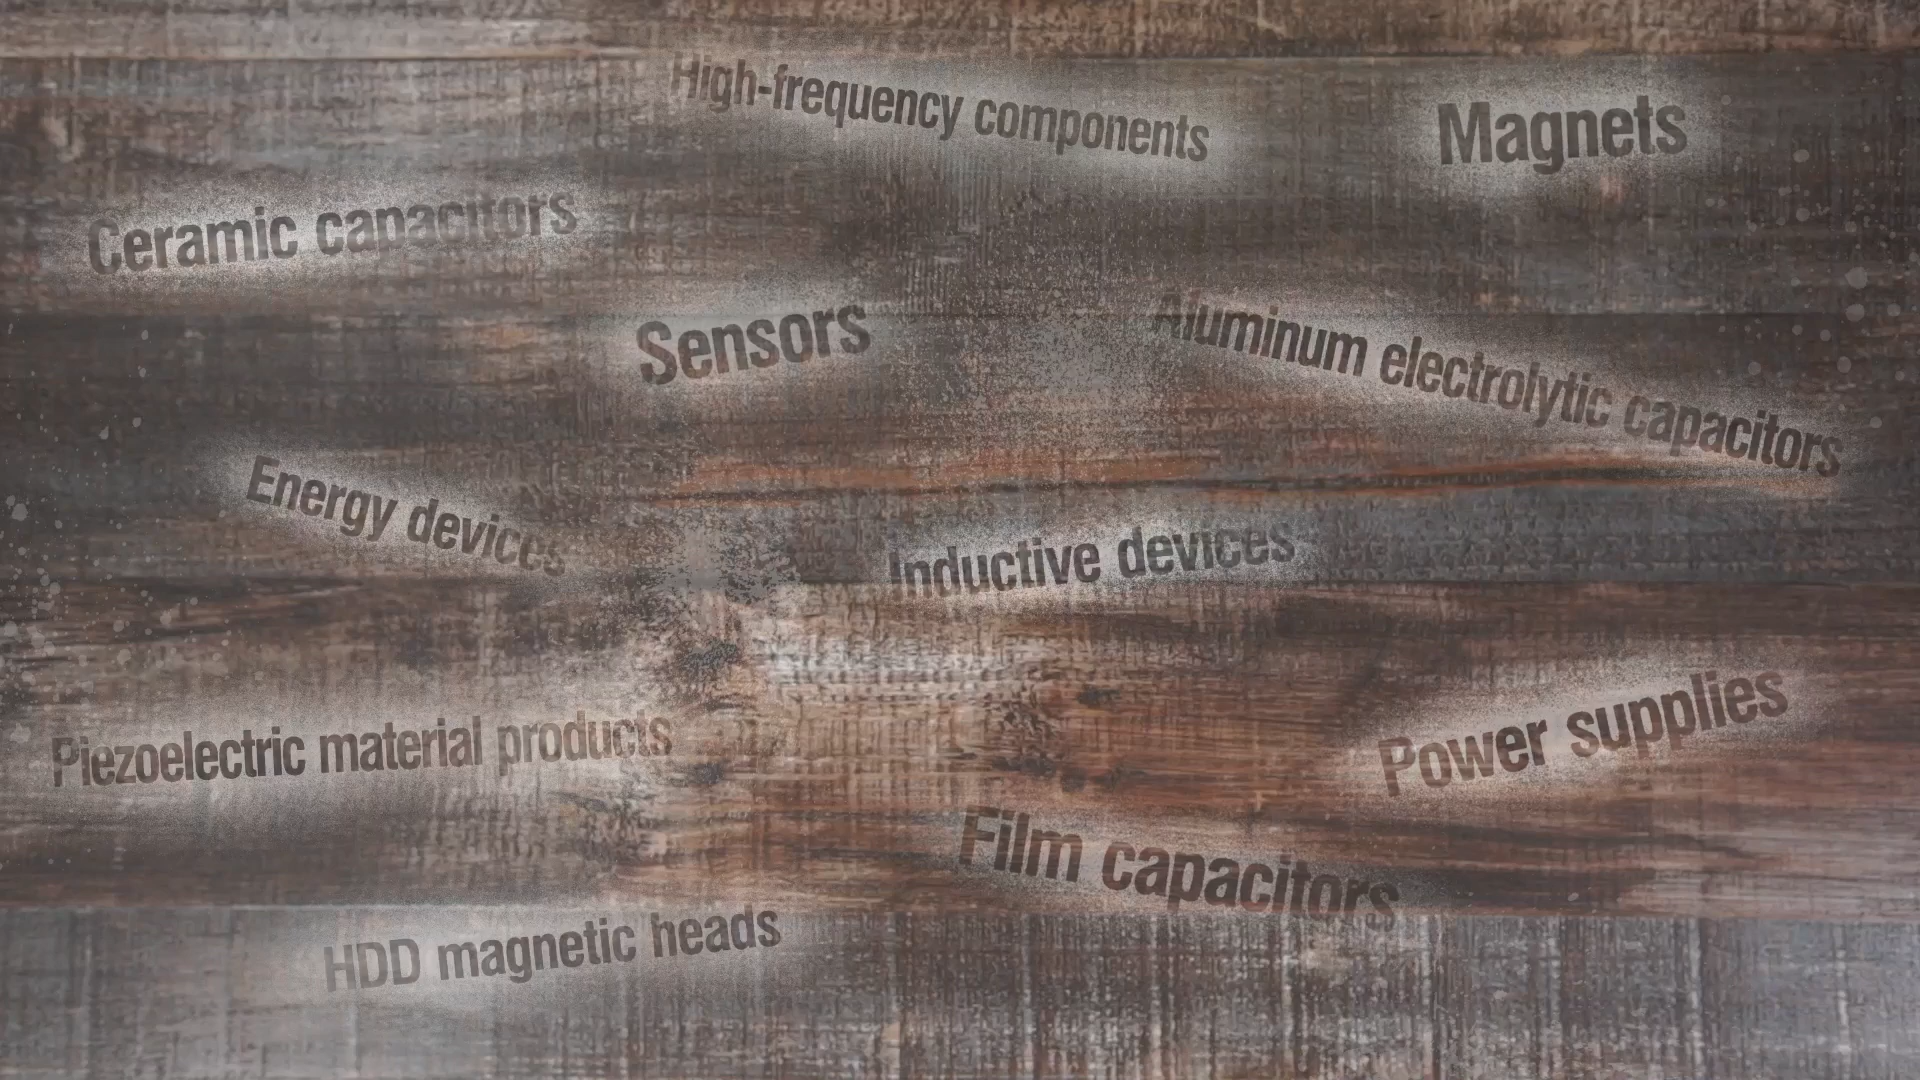 High-frequency components
Magnets
Ceramic capacitors
Sensors
Aluminum electrolytic capacitors
Energy devices
Inductive devices
Piezoelectric material products
Power supplies
Film capacitors
HDD magnetic heads